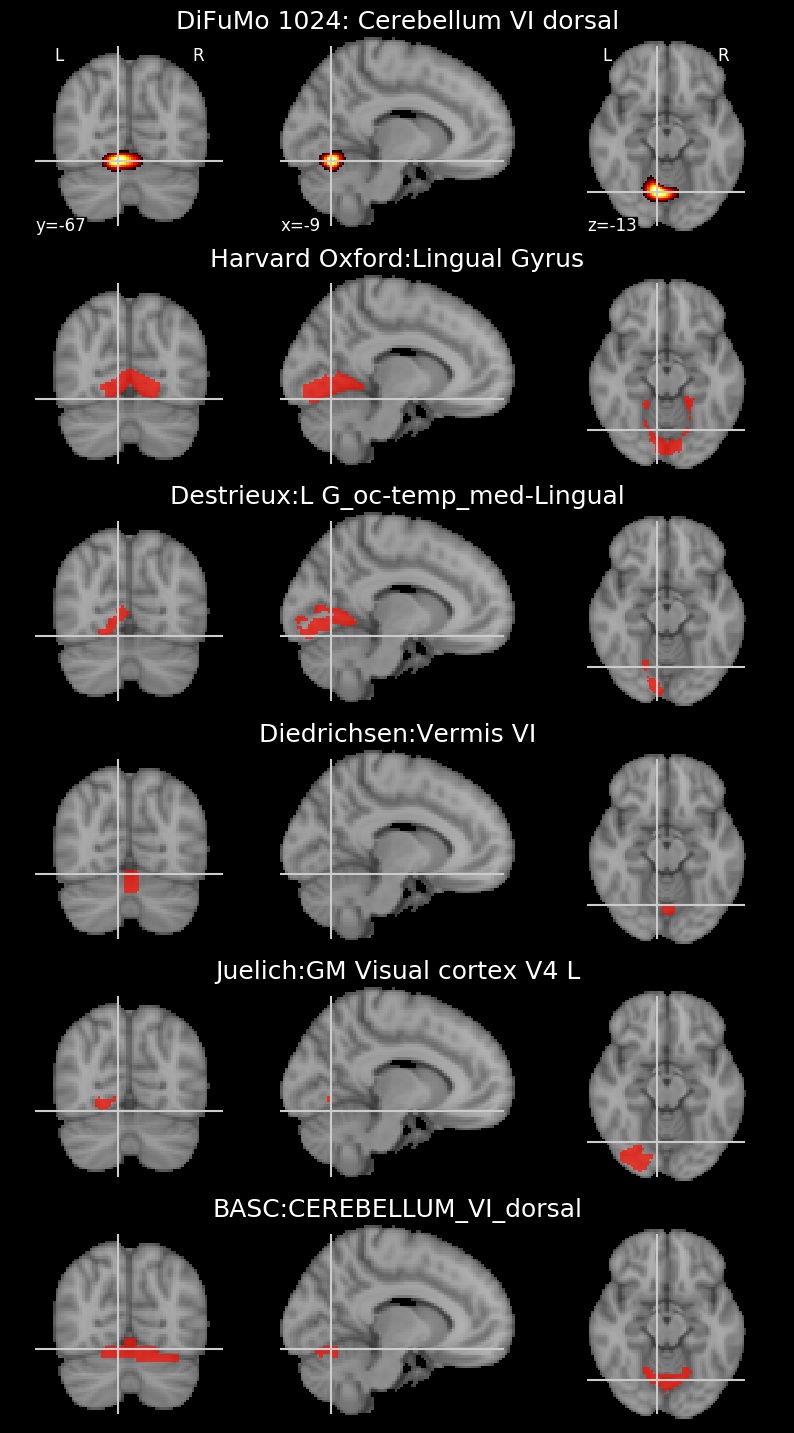 DiFuMo 1024: Cerebellum VI dorsal
L R L R
y=-67 x=-9 z=-13
Harvard Oxford:Lingual Gyrus
Destrieux:L G_oc-temp_med-Lingual
Diedrichsen:Vermis VI
Juelich:GM Visual cortex V4 L
BASC:CEREBELLUM_VI_dorsal